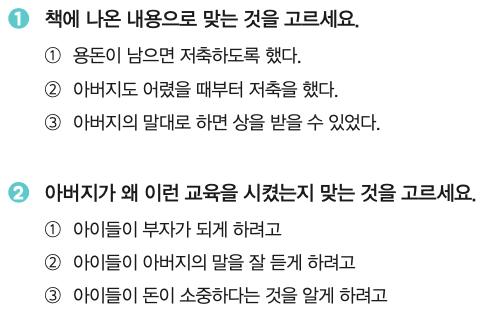 1 책에 나온 내용으로 맞는 것을 고르세요.
① 용돈이 남으면 저축하도록 했다.
② 아버지도 어렸을 때부터 저축을 했다.
③ 아버지의 말대로 하면 상을 받을 수 있었다.
2 아버지가 왜 이런 교육을 시켰는지 맞는 것을 고르세요.
① 아이들이 부자가 되게 하려고
② 아이들이 아버지의 말을 잘 듣게 하려고
③ 아이들이 돈이 소중하다는 것을 알게 하려고